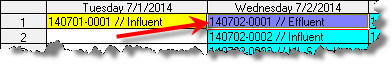 Tuesday 7/1/2014 Wednesday 7/2/2014
1 140701-0001 // Influent 140702-0001 // Effluent
2 140702-0002 // Influent